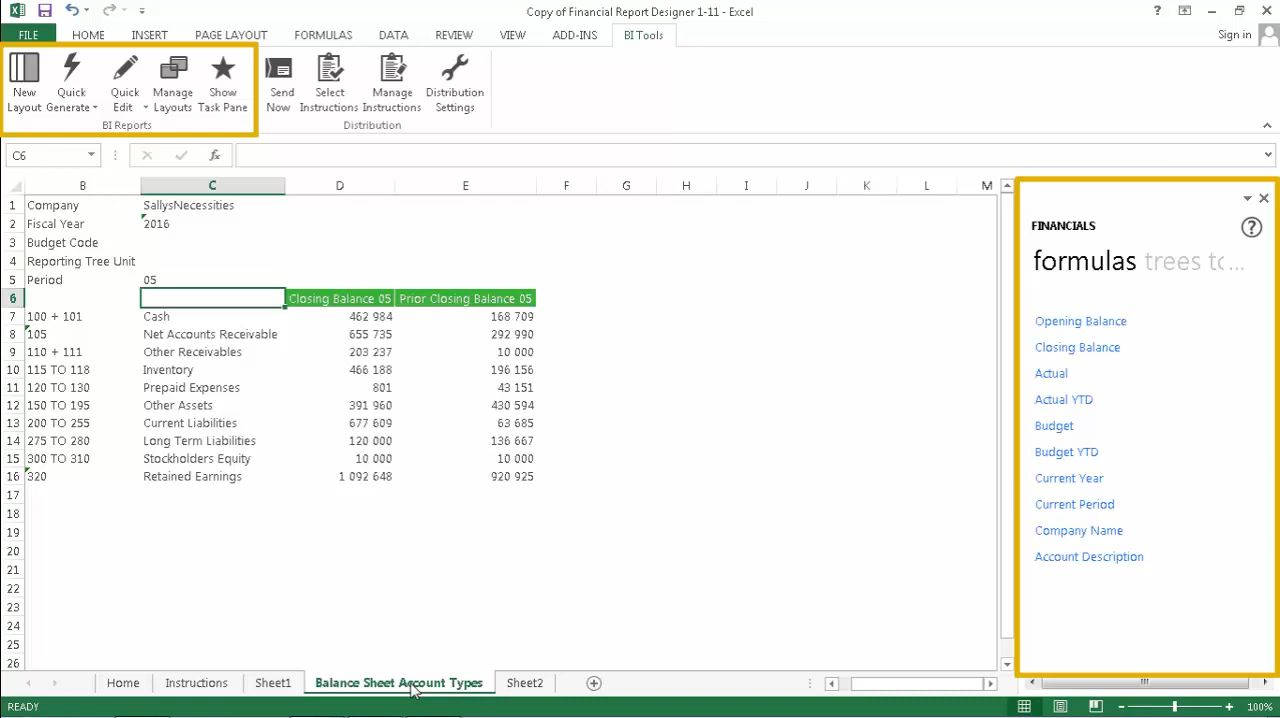 Copy of Financial Report Designer 1-11 - Excel
FILE HOME INSERT PAGE LAYOUT FORMULAS DATA REVIEW VIEW ADD-INS BI Tools Sign in
New Layout
Quick Generate
Quick Edit
Manage Layouts
Show Task Pane
Send Now
Select Instructions
Manage Instructions
Distribution Settings
BI Reports Distribution
C6 fx
B C D E F G H I J K L M
1 Company SallysNecessities
2 Fiscal Year 2016
3 Budget Code
4 Reporting Tree Unit
5 Period 05
6 Closing Balance 05 Prior Closing Balance 05
7 100 + 101 Cash 462 984 168 709
8 105 Net Accounts Receivable 655 735 292 990
9 110 + 111 Other Receivables 203 237 10 000
10 115 TO 118 Inventory 466 188 196 156
11 120 TO 130 Prepaid Expenses 801 43 151
12 150 TO 195 Other Assets 391 960 430 594
13 200 TO 255 Current Liabilities 677 609 63 685
14 275 TO 280 Long Term Liabilities 120 000 136 667
15 300 TO 310 Stockholders Equity 10 000 10 000
16 320 Retained Earnings 1 092 648 920 925
17
18
19
20
21
22
23
24
25
26
FINANCIALS
formulas trees to...
Opening Balance
Closing Balance
Actual
Actual YTD
Budget
Budget YTD
Current Year
Current Period
Company Name
Account Description
Home Instructions Sheet1 Balance Sheet Account Types Sheet2
READY 100%